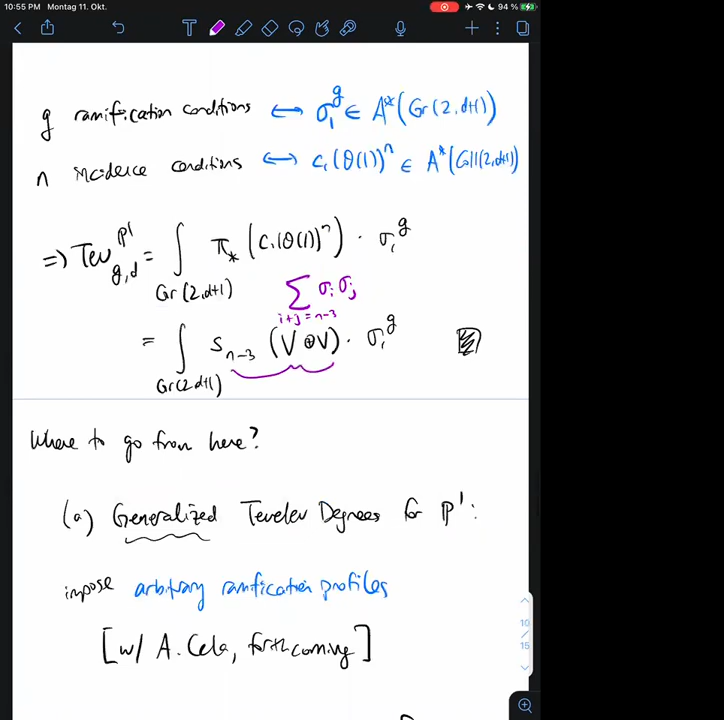 10:55 PM Montag 11. Okt.
94 %
g ramification conditions ⟷ σ₁^g ∈ A*(Gr(2,d+1))
n incidence conditions ⟷ c₁(O(1))^n ∈ A*(Coll(2,d+1))
⇒ Tev^{P¹}_{g,d} = ∫_{Gr(2,d+1)} π_*(c₁(O(1))^n) · σ₁^g
Σ_{i+j=n-3} σ_i σ_j
= ∫_{Gr(2,d+1)} s_{n-3}(V⊕V) · σ₁^g
Where to go from here?
(a) Generalized Tevelev Degrees for P¹:
impose arbitrary ramification profiles
[w/ A. Cela, forthcoming]
10
/
15